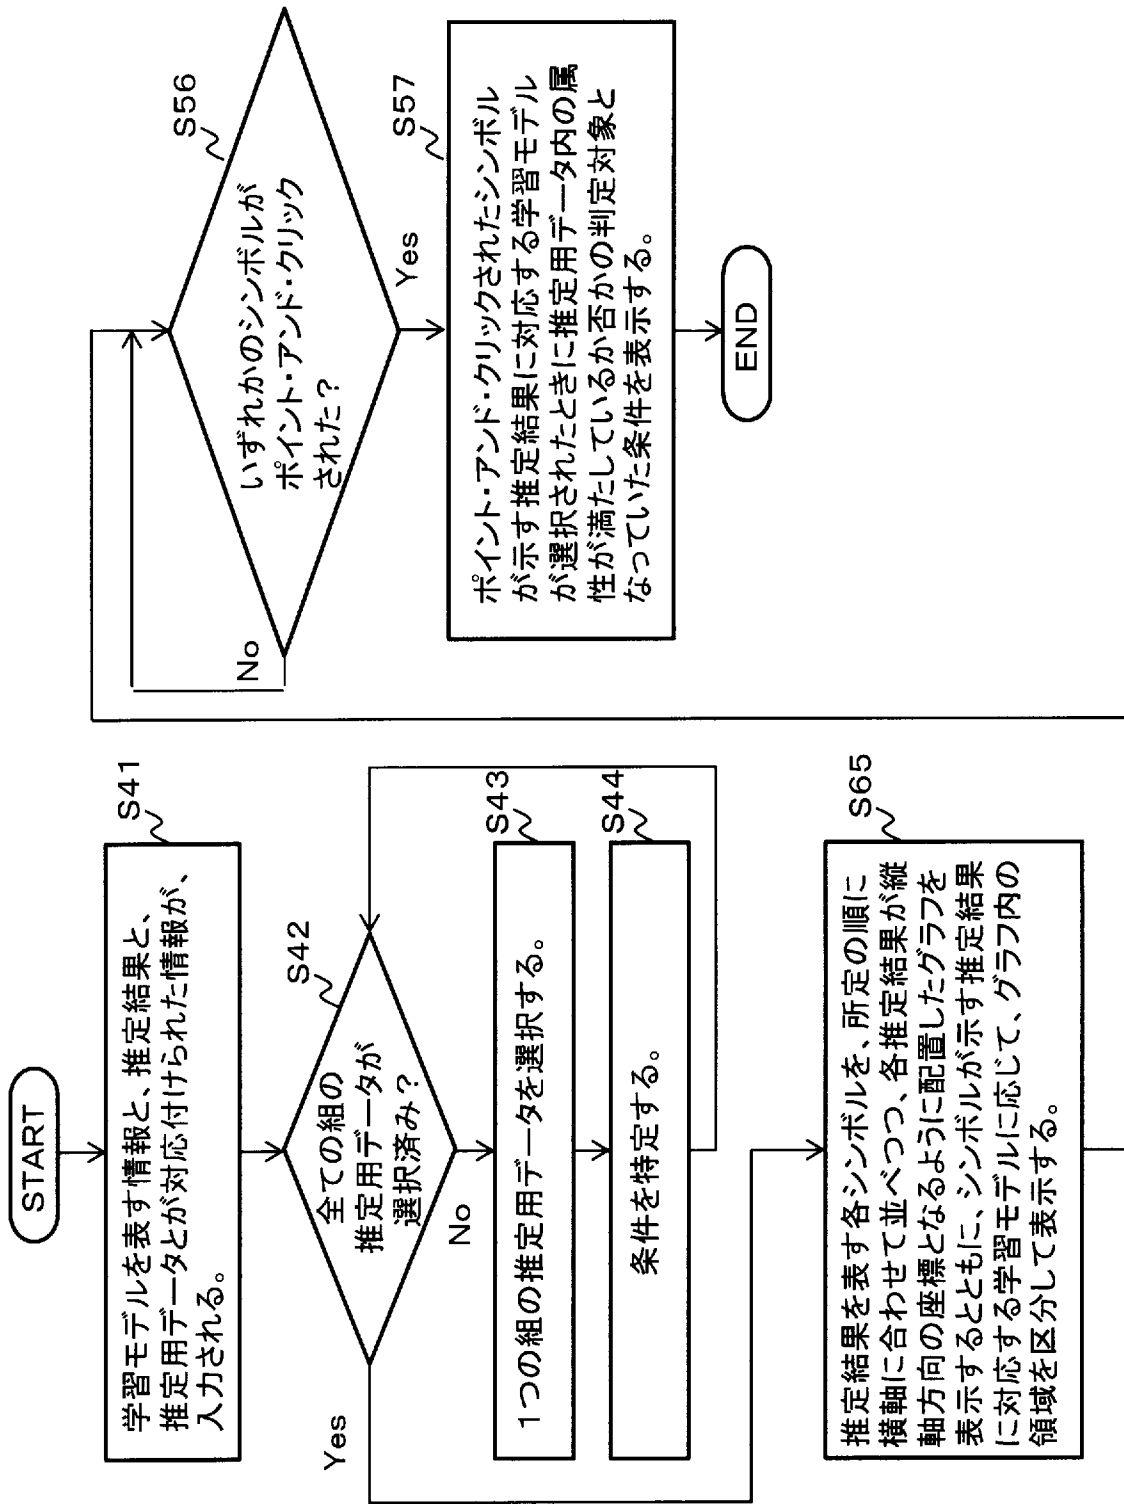 START
S41
学習モデルを表す情報と、推定結果と、
推定用データとが対応付けられた情報が、
入力される。
S42
全ての組の
推定用データが
選択済み？
Yes
No
S43
1つの組の推定用データを選択する。
S44
条件を特定する。
S65
推定結果を表す各シンボルを、所定の順に
横軸に合わせて並べつつ、各推定結果が縦
軸方向の座標となるように配置したグラフを
表示するとともに、シンボルが示す推定結果
に対応する学習モデルに応じて、グラフ内の
領域を区分して表示する。
S56
いずれかのシンボルが
ポイント・アンド・クリック
された？
No
Yes
S57
ポイント・アンド・クリックされたシンボル
が示す推定結果に対応する学習モデル
が選択されたときに推定用データ内の属
性が満たしているか否かの判定対象と
なっていた条件を表示する。
END